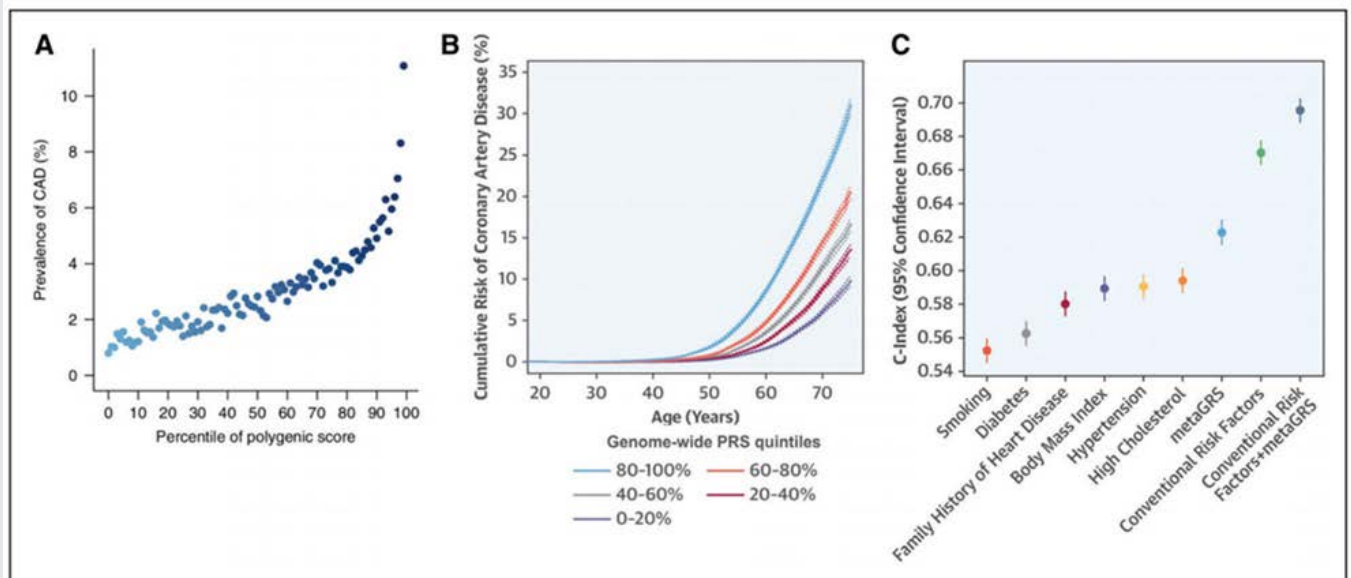 A
Prevalence of CAD (%)
10
8
6
4
2
0
0 10 20 30 40 50 60 70 80 90 100
Percentile of polygenic score
B
Cumulative Risk of Coronary Artery Disease (%)
35
30
25
20
15
10
5
0
20 30 40 50 60 70
Age (Years)
Genome-wide PRS quintiles
80-100% 60-80%
40-60% 20-40%
0-20%
C
C-Index (95% Confidence Interval)
0.70
0.68
0.66
0.64
0.62
0.60
0.58
0.56
0.54
Smoking
Diabetes
Family History of Heart Disease
Body Mass Index
Hypertension
High Cholesterol
metaGRS
Conventional Risk Factors
Conventional Risk
Factors+metaGRS